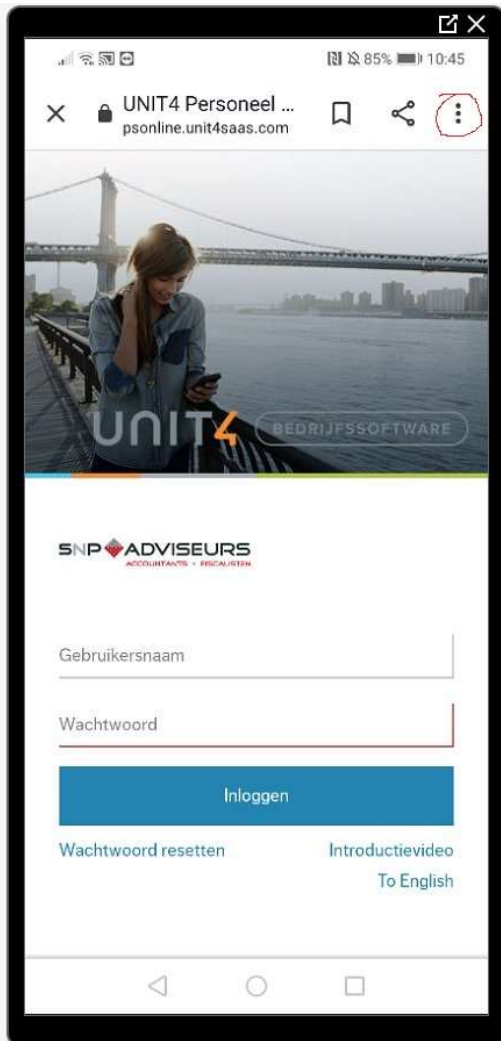 85% 10:45
UNIT4 Personeel ...
psonline.unit4saas.com
UNIT4 BEDRIJFSSOFTWARE
SNP ADVISEURS
ACCOUNTANTS • FISCALISTEN
Gebruikersnaam
Wachtwoord
Inloggen
Wachtwoord resetten Introductievideo
To English